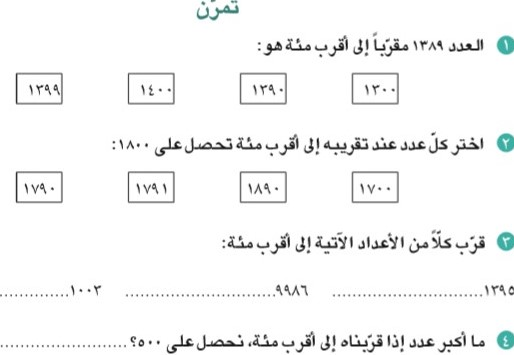 تمرّن
١ العدد ١٣٨٩ مقرّبًا إلى أقرب مئة هو:
١٣٠٠ ١٣٩٠ ١٤٠٠ ١٣٩٩
٢ اختر كلّ عدد عند تقريبه إلى أقرب مئة تحصل على ١٨٠٠:
١٧٠٠ ١٨٩٠ ١٧٩١ ١٧٩٠
٣ قرّب كلًّا من الأعداد الآتية إلى أقرب مئة:
١٣٩٥.............................. ٩٩٨٦.............................. ١٠٠٣..............
٤ ما أكبر عدد إذا قرّبناه إلى أقرب مئة، نحصل على ٥٠٠؟.........................